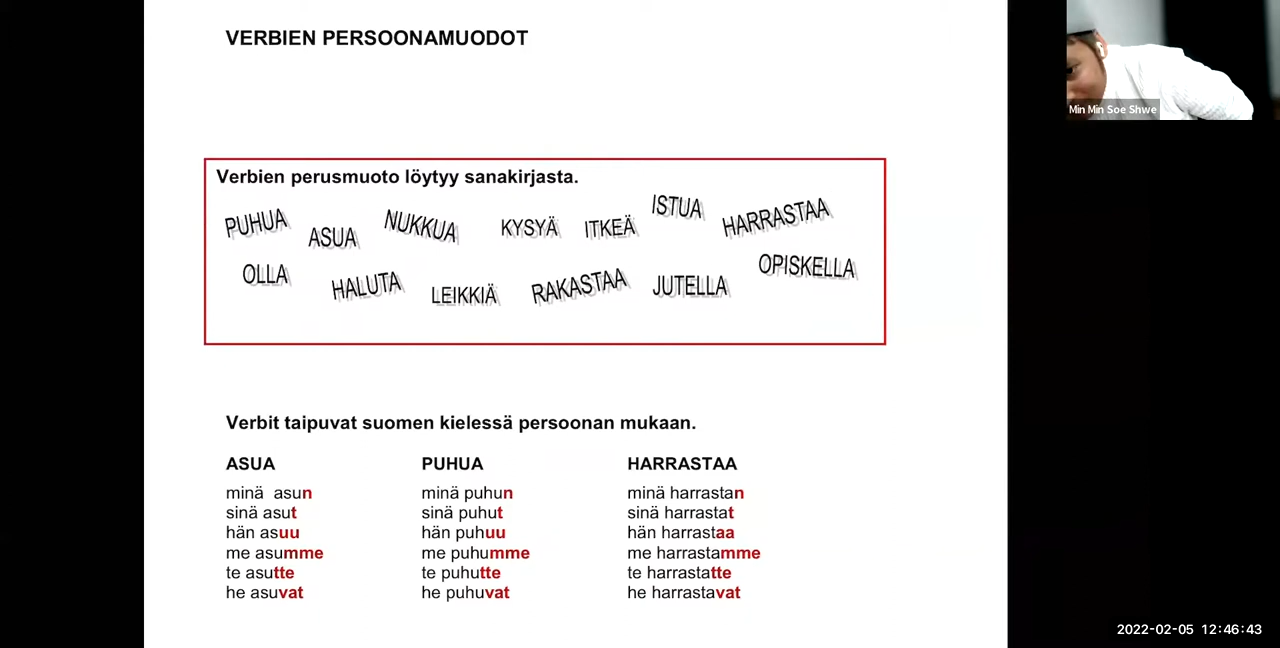 VERBIEN PERSOONAMUODOT
Min Min Soe Shwe
Verbien perusmuoto löytyy sanakirjasta.
PUHUA ASUA NUKKUA KYSYÄ ITKEÄ ISTUA HARRASTAA
OLLA HALUTA LEIKKIÄ RAKASTAA JUTELLA OPISKELLA
Verbit taipuvat suomen kielessä persoonan mukaan.
ASUA PUHUA HARRASTAA
minä asun minä puhun minä harrastan
sinä asut sinä puhut sinä harrastat
hän asuu hän puhuu hän harrastaa
me asumme me puhumme me harrastamme
te asutte te puhutte te harrastatte
he asuvat he puhuvat he harrastavat
2022-02-05 12:46:43